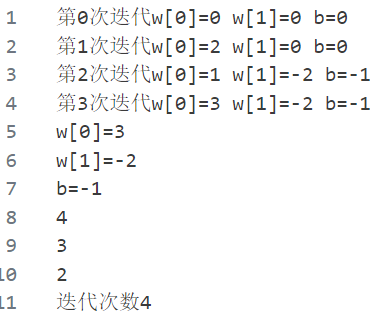 1 第0次迭代w[0]=0 w[1]=0 b=0
2 第1次迭代w[0]=2 w[1]=0 b=0
3 第2次迭代w[0]=1 w[1]=-2 b=-1
4 第3次迭代w[0]=3 w[1]=-2 b=-1
5 w[0]=3
6 w[1]=-2
7 b=-1
8 4
9 3
10 2
11 迭代次数4